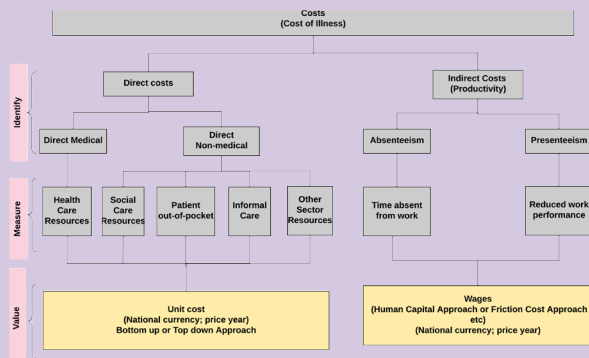 Costs
(Cost of Illness)
Identify
Direct costs
Indirect Costs
(Productivity)
Direct Medical
Direct
Non-medical
Absenteeism
Presenteeism
Measure
Health
Care
Resources
Social
Care
Resources
Patient
out-of-pocket
Informal
Care
Other
Sector
Resources
Time absent
from work
Reduced work
performance
Value
Unit cost
(National currency; price year)
Bottom up or Top down Approach
Wages
(Human Capital Approach or Friction Cost Approach
etc)
(National currency; price year)